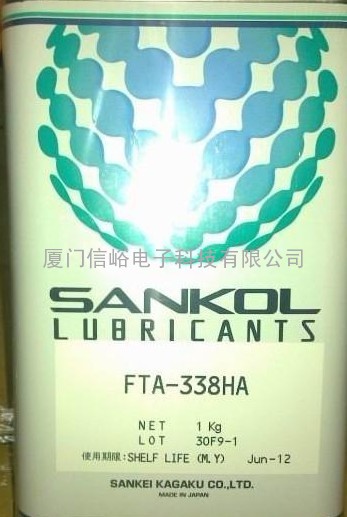 厦门信峪电子科技有限公司
SANKOL
LUBRICANTS
FTA-338HA
NET 1 Kg
LOT 30F9-1
使用期限:SHELF LIFE (M.Y) Jun-12
SANKEI KAGAKU CO.,LTD.
MADE IN JAPAN